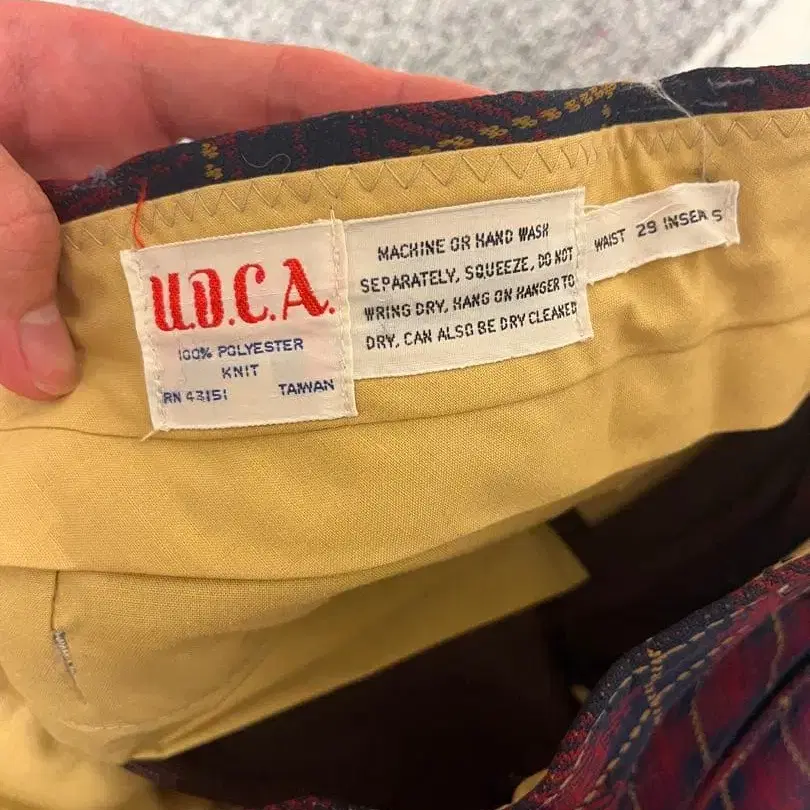 U.D.C.A.
100% POLYESTER
KNIT
RN 43151 TAIWAN
MACHINE OR HAND WASH
SEPARATELY, SQUEEZE, DO NOT
WRING DRY, HANG ON HANGER TO
DRY, CAN ALSO BE DRY CLEANED
WAIST 29 INSEA S